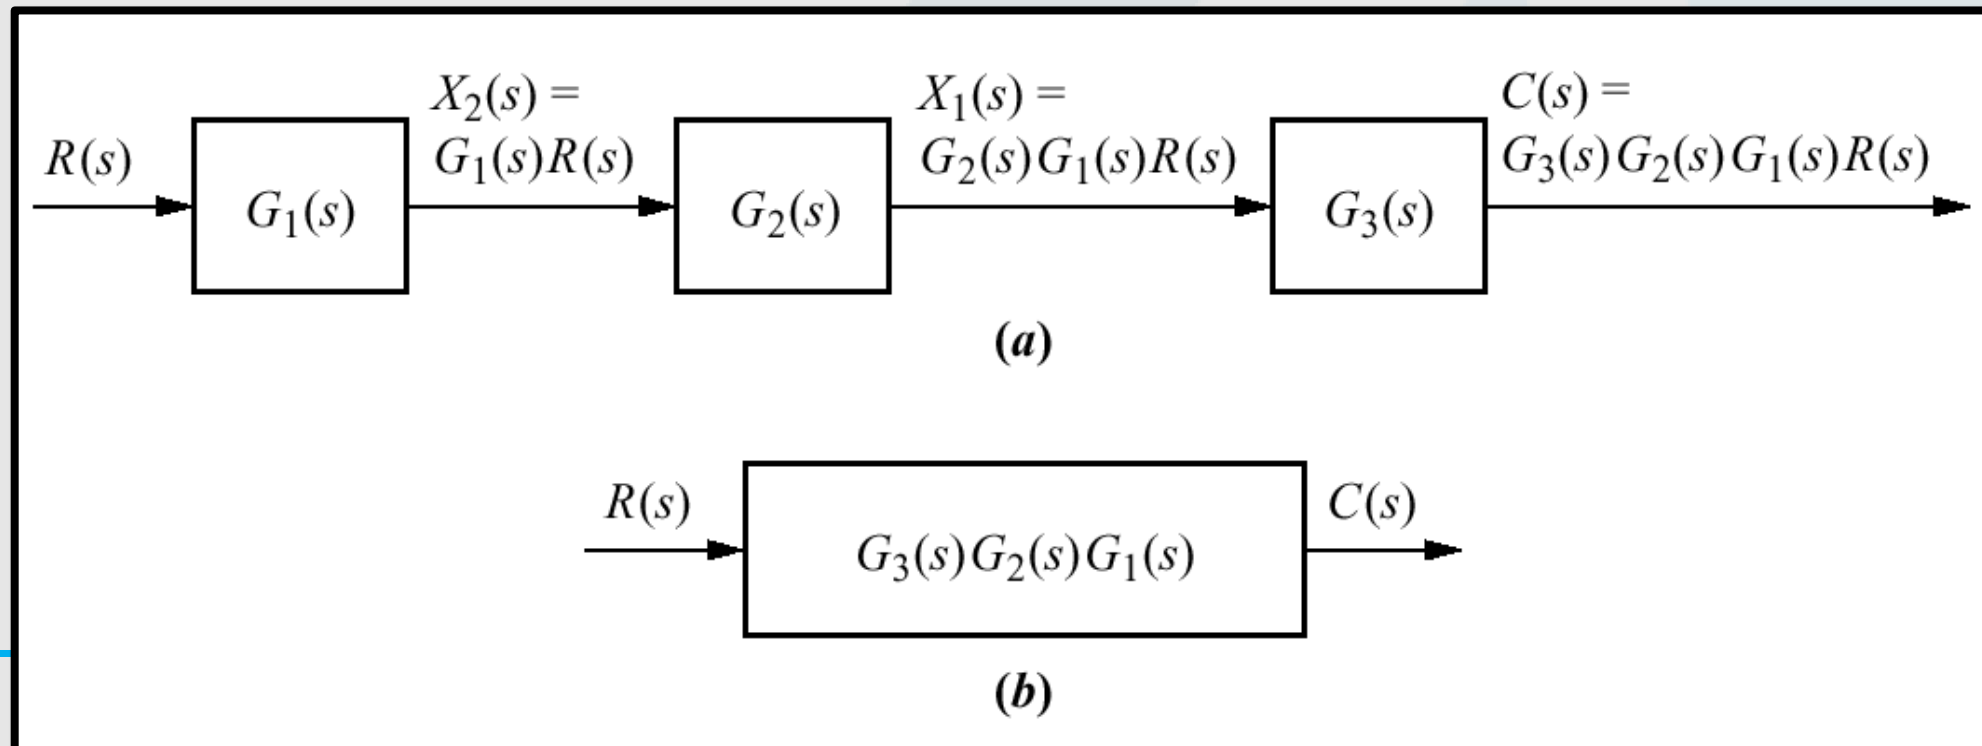 X₂(s) =
X₁(s) =
C(s) =
R(s)
G₁(s)R(s)
G₂(s)G₁(s)R(s)
G₃(s)G₂(s)G₁(s)R(s)
G₁(s)
G₂(s)
G₃(s)
(a)
R(s)
C(s)
G₃(s)G₂(s)G₁(s)
(b)